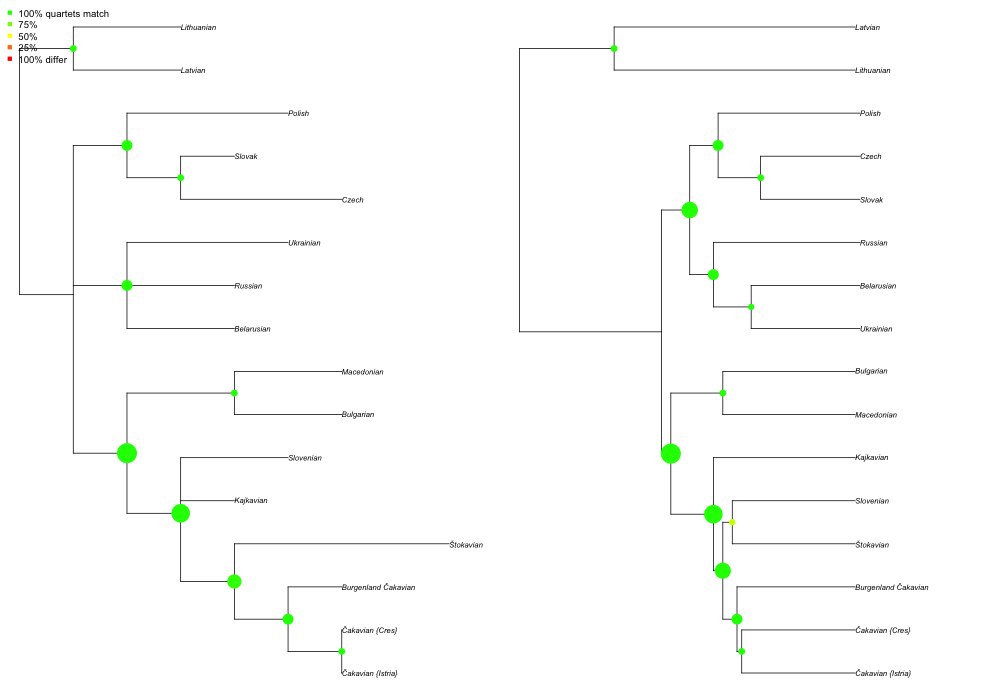 100% quartets match
75%
50%
25%
100% differ
Lithuanian
Latvian
Polish
Slovak
Czech
Ukrainian
Russian
Belarusian
Macedonian
Bulgarian
Slovenian
Kajkavian
Štokavian
Burgenland Čakavian
Čakavian {Cres}
Čakavian {Istria}
Latvian
Lithuanian
Polish
Czech
Slovak
Russian
Belarusian
Ukrainian
Bulgarian
Macedonian
Kajkavian
Slovenian
Štokavian
Burgenland Čakavian
Čakavian {Cres}
Čakavian {Istria}